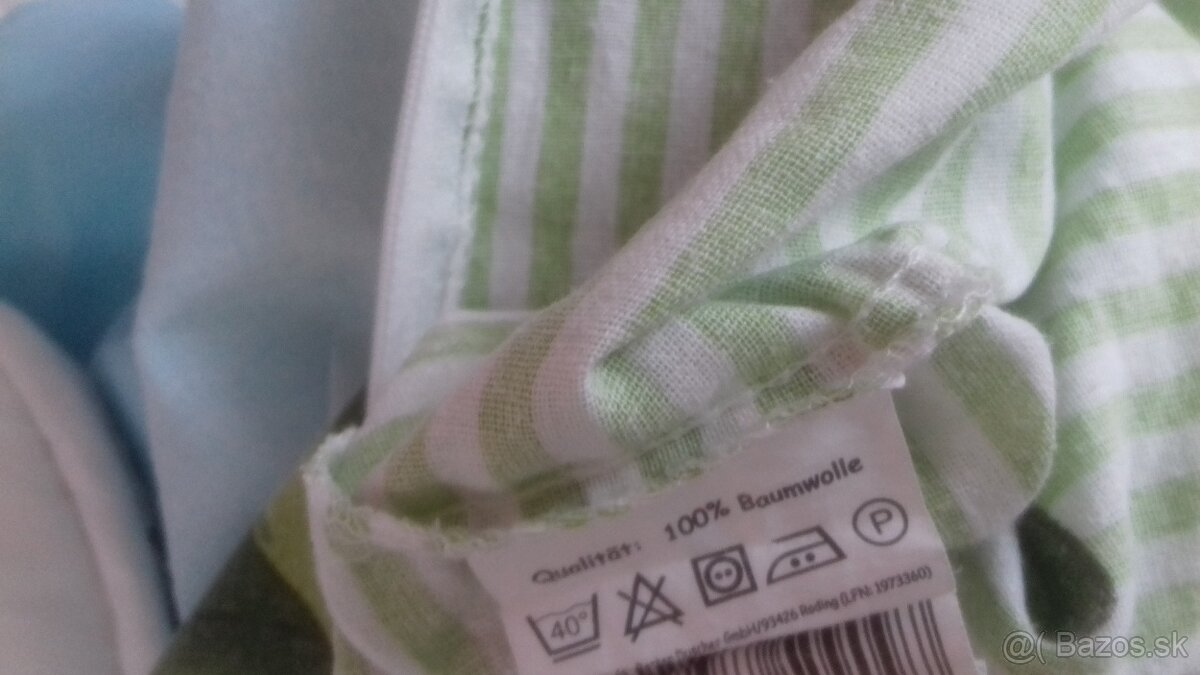 Qualität: 100% Baumwolle
40° P
GmbH/93426 Roding (LFN: 1973360)
@( Bazos.sk